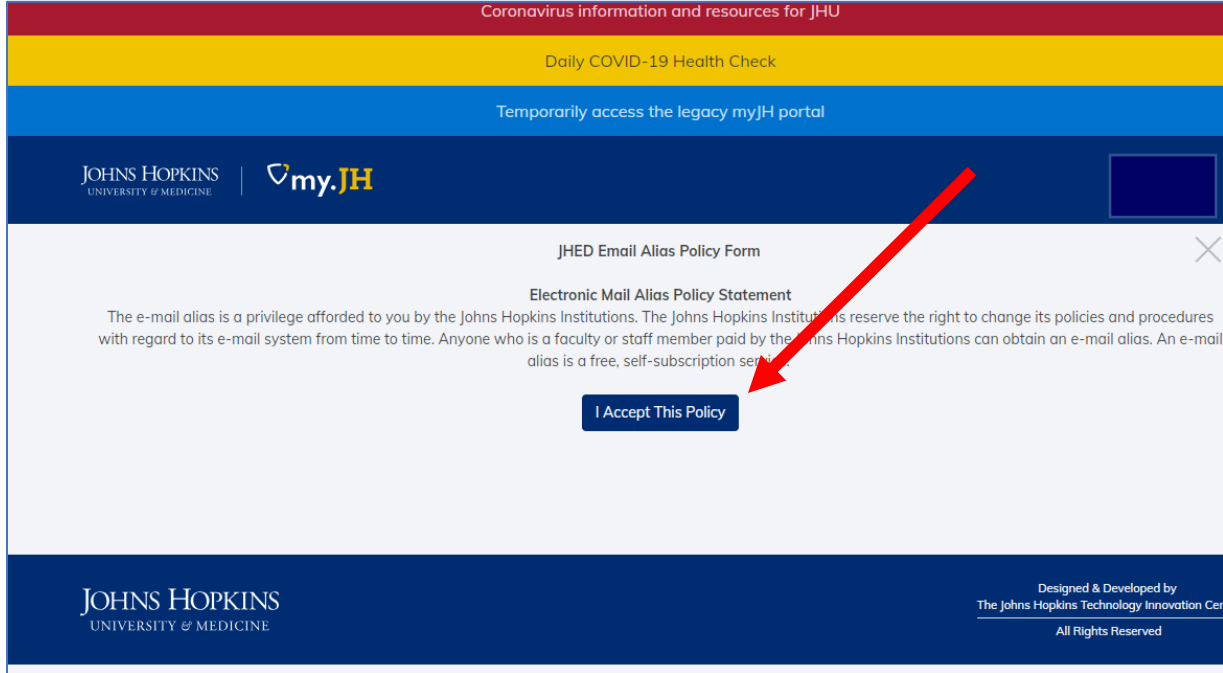 Coronavirus information and resources for JHU
Daily COVID-19 Health Check
Temporarily access the legacy myJH portal
JOHNS HOPKINS
UNIVERSITY & MEDICINE
my.JH
JHED Email Alias Policy Form
Electronic Mail Alias Policy Statement
The e-mail alias is a privilege afforded to you by the Johns Hopkins Institutions. The Johns Hopkins Institutions reserve the right to change its policies and procedures
with regard to its e-mail system from time to time. Anyone who is a faculty or staff member paid by the Johns Hopkins Institutions can obtain an e-mail alias. An e-mail
alias is a free, self-subscription service.
I Accept This Policy
JOHNS HOPKINS
UNIVERSITY & MEDICINE
Designed & Developed by
The Johns Hopkins Technology Innovation
All Rights Reserved